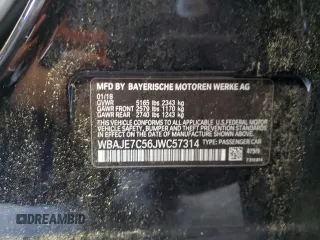 MFD BY BAYERISCHE MOTOREN WERKE AG
01/18
GVWR 5165 lbs 2343 kg
GAWR FRONT 2579 lbs 1170 kg
GAWR REAR 2740 lbs 1243 kg
THIS VEHICLE CONFORMS TO ALL APPLICABLE U.S. FEDERAL
MOTOR VEHICLE SAFETY, BUMPER AND THEFT PREVENTION STANDARDS
IN EFFECT ON THE DATE OF MANUFACTURE SHOWN ABOVE.
WBAJE7C56JWC57314 TYPE: PASSENGER CAR
475/5
DREAMBID